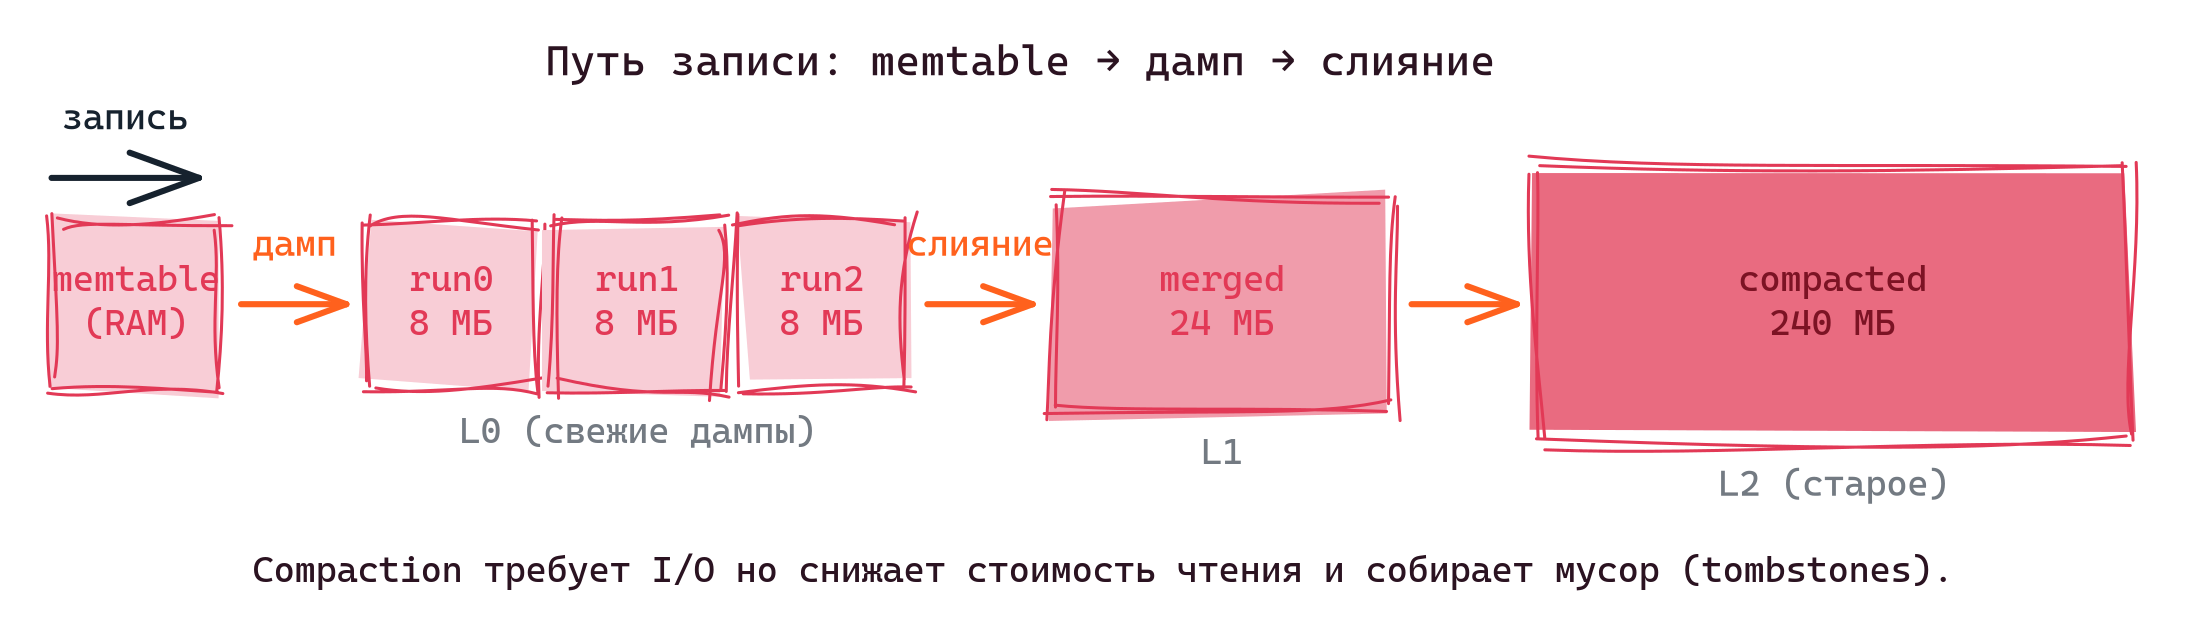 Путь записи: memtable → дамп → слияние
запись
memtable
(RAM)
дамп
run0
8 МБ
run1
8 МБ
run2
8 МБ
L0 (свежие дампы)
слияние
merged
24 МБ
L1
compacted
240 МБ
L2 (старое)
Compaction требует I/O но снижает стоимость чтения и собирает мусор (tombstones).